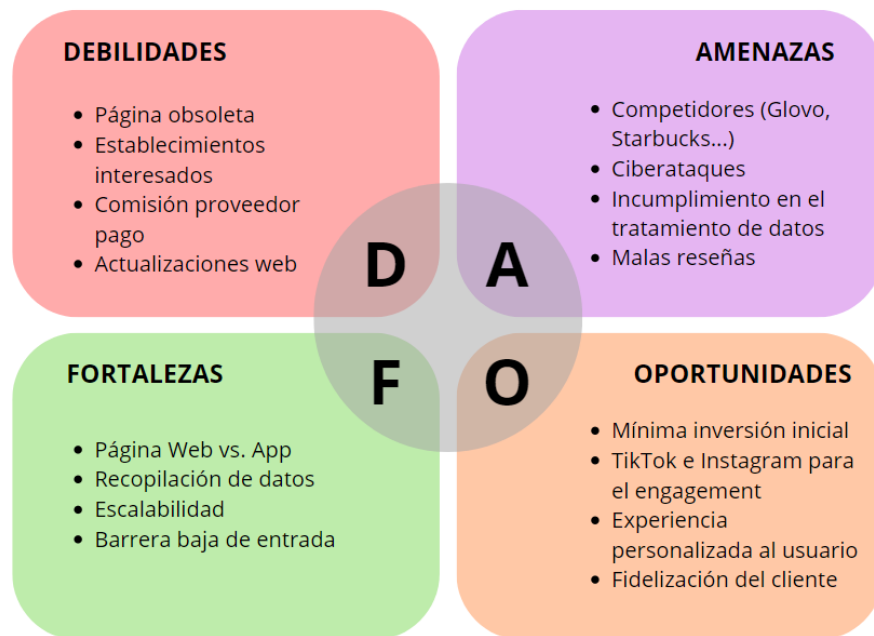 DEBILIDADES
• Página obsoleta
• Establecimientos
interesados
• Comisión proveedor
pago
• Actualizaciones web
AMENAZAS
• Competidores (Glovo,
Starbucks...)
• Ciberataques
• Incumplimiento en el
tratamiento de datos
• Malas reseñas
D
A
F
O
FORTALEZAS
• Página Web vs. App
• Recopilación de datos
• Escalabilidad
• Barrera baja de entrada
OPORTUNIDADES
• Mínima inversión inicial
• TikTok e Instagram para
el engagement
• Experiencia
personalizada al usuario
• Fidelización del cliente